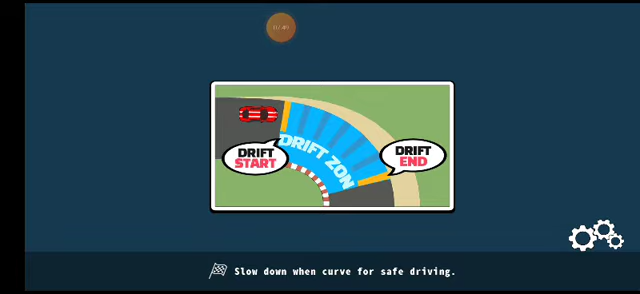 DRIFT
START
DRIFT ZON
DRIFT
END
Slow down when curve for safe driving.